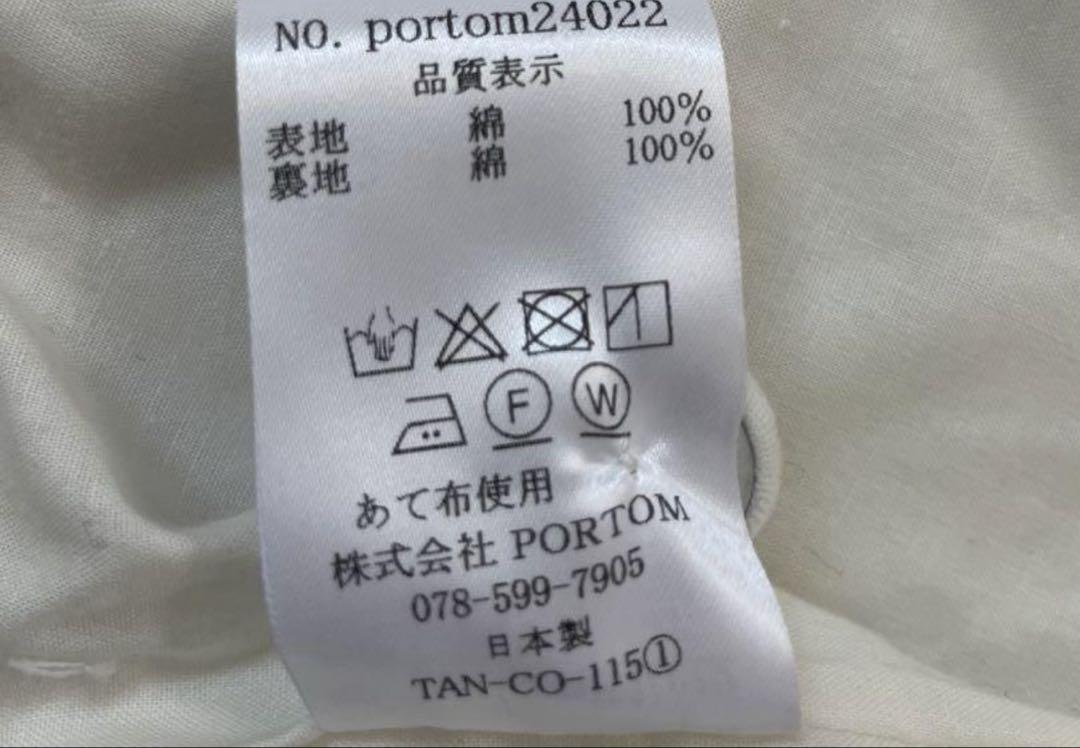 NO. portom24022
品質表示
表地 綿 100%
裏地 綿 100%
F W
あて布使用
株式会社 PORTOM
078-599-7905
日本製
TAN-CO-115①